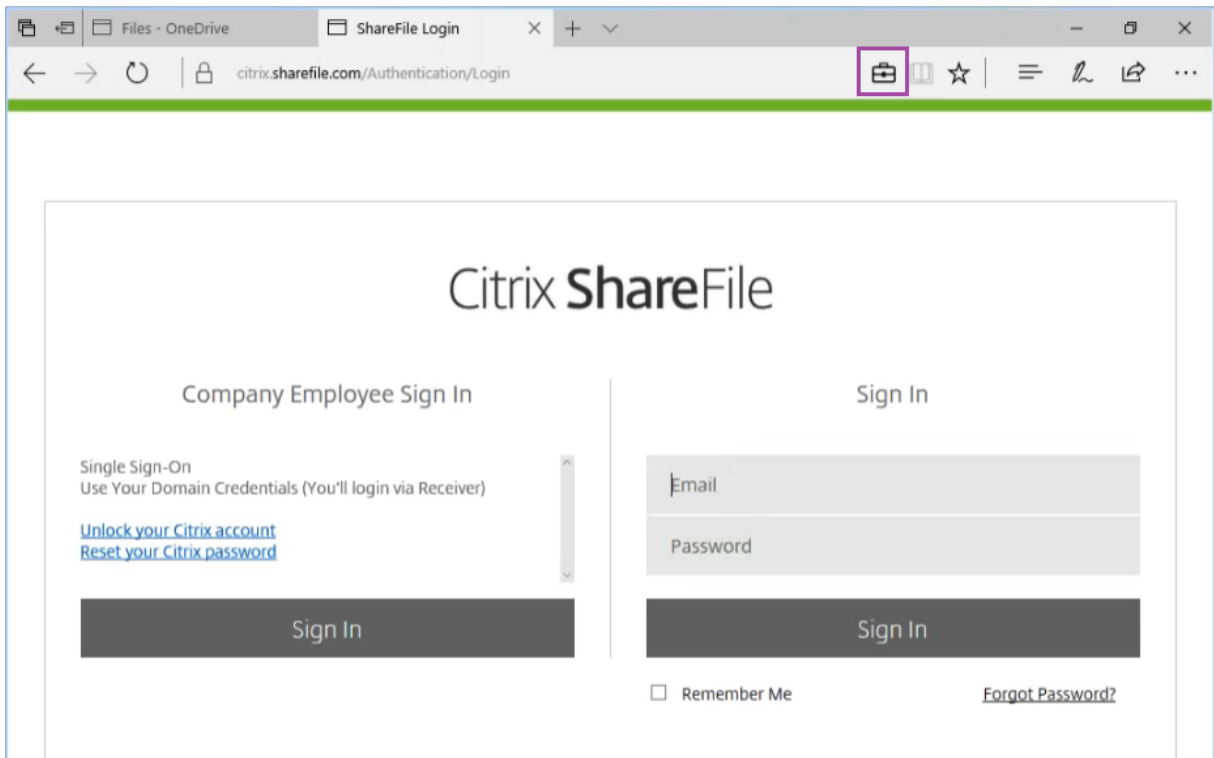 Files - OneDrive
ShareFile Login
citrix.sharefile.com/Authentication/Login
Citrix ShareFile
Company Employee Sign In
Single Sign-On
Use Your Domain Credentials (You'll login via Receiver)
Unlock your Citrix account
Reset your Citrix password
Sign In
Sign In
Email
Password
Sign In
Remember Me
Forgot Password?